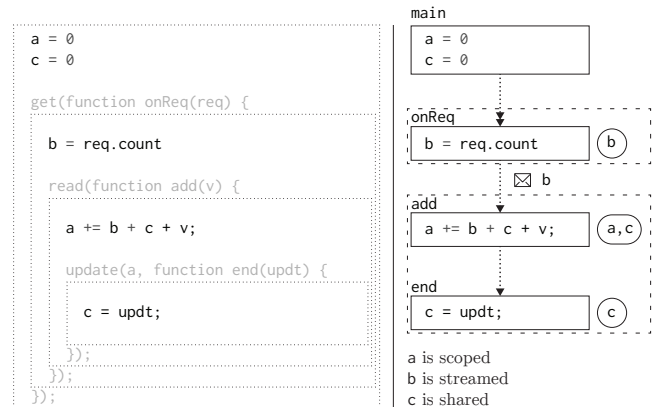 a = 0
c = 0
get(function onReq(req) {
b = req.count
read(function add(v) {
a += b + c + v;
update(a, function end(updt) {
c = updt;
});
});
});
main
a = 0
c = 0
onReq
b = req.count
b
b
add
a += b + c + v;
a,c
end
c = updt;
c
a is scoped
b is streamed
c is shared